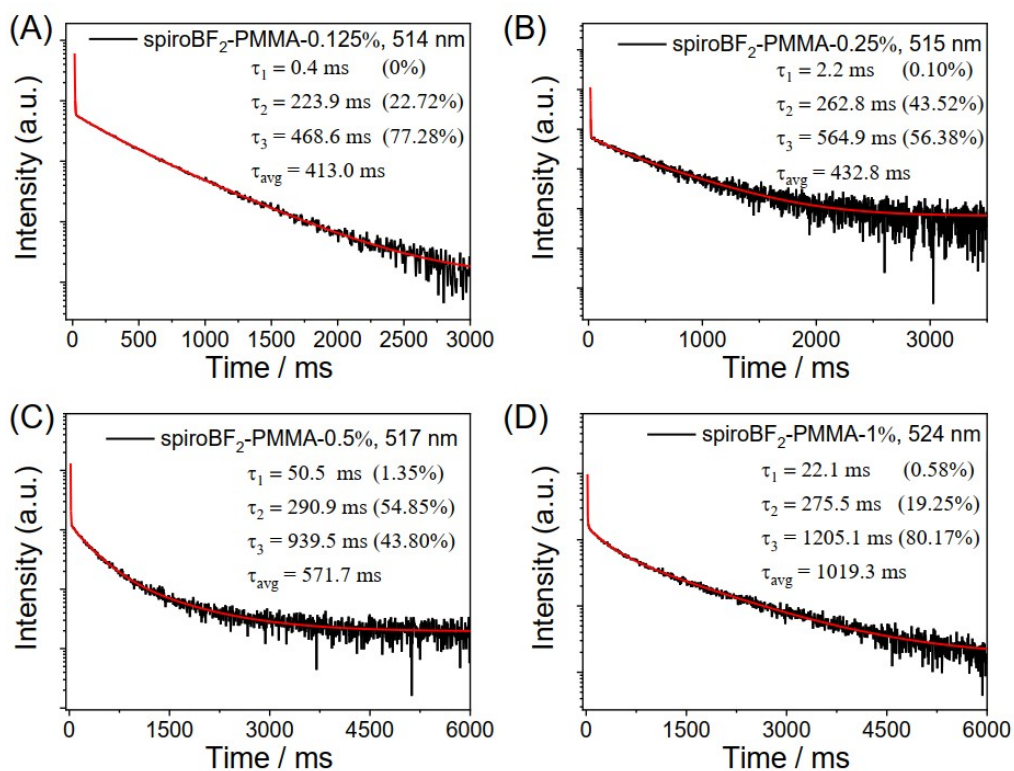 (A)
spiroBF₂-PMMA-0.125%, 514 nm
τ₁ = 0.4 ms (0%)
τ₂ = 223.9 ms (22.72%)
τ₃ = 468.6 ms (77.28%)
τavg = 413.0 ms
Intensity (a.u.)
0 500 1000 1500 2000 2500 3000
Time / ms
(B)
spiroBF₂-PMMA-0.25%, 515 nm
τ₁ = 2.2 ms (0.10%)
τ₂ = 262.8 ms (43.52%)
τ₃ = 564.9 ms (56.38%)
τavg = 432.8 ms
Intensity (a.u.)
0 1000 2000 3000
Time / ms
(C)
spiroBF₂-PMMA-0.5%, 517 nm
τ₁ = 50.5 ms (1.35%)
τ₂ = 290.9 ms (54.85%)
τ₃ = 939.5 ms (43.80%)
τavg = 571.7 ms
Intensity (a.u.)
0 1500 3000 4500 6000
Time / ms
(D)
spiroBF₂-PMMA-1%, 524 nm
τ₁ = 22.1 ms (0.58%)
τ₂ = 275.5 ms (19.25%)
τ₃ = 1205.1 ms (80.17%)
τavg = 1019.3 ms
Intensity (a.u.)
0 1500 3000 4500 6000
Time / ms